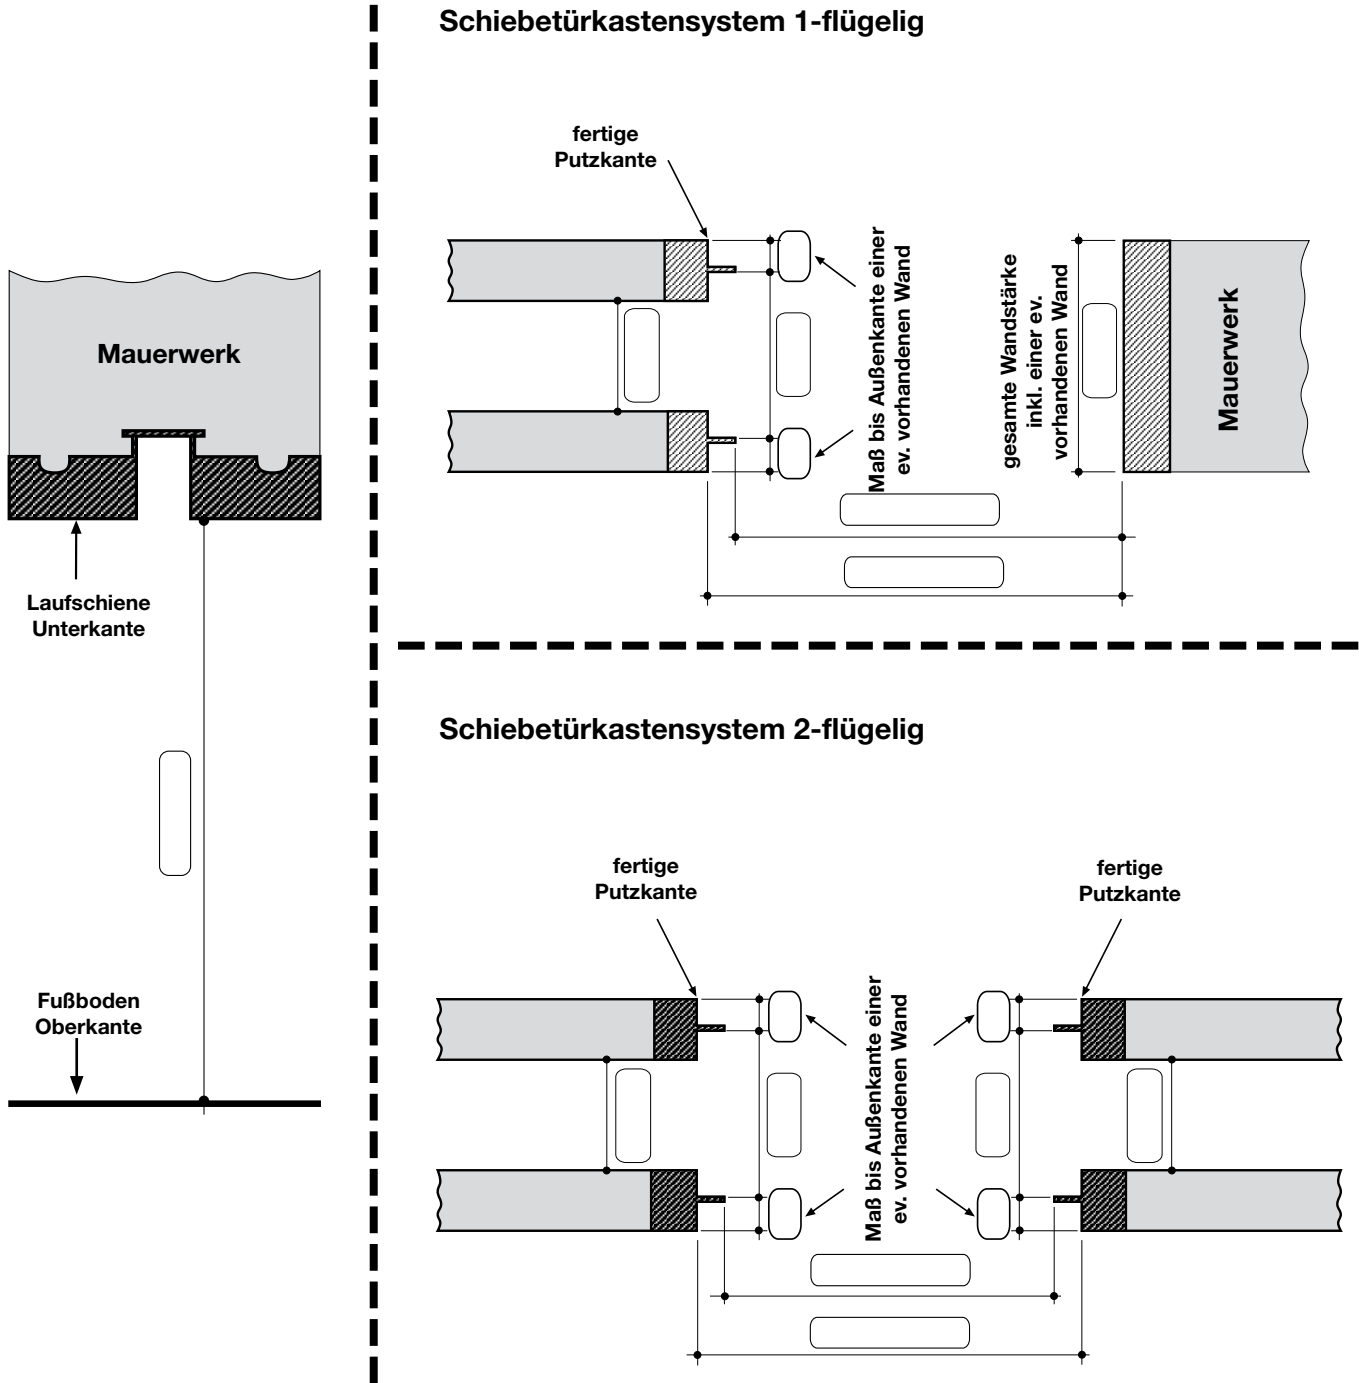 Schiebetürkastensystem 1-flügelig
fertige
Putzkante
Maß bis Außenkante einer
ev. vorhandenen Wand
gesamte Wandstärke
inkl. einer ev.
vorhandenen Wand
Mauerwerk
Mauerwerk
Laufschiene
Unterkante
Fußboden
Oberkante
Schiebetürkastensystem 2-flügelig
fertige
Putzkante
fertige
Putzkante
Maß bis Außenkante einer
ev. vorhandenen Wand